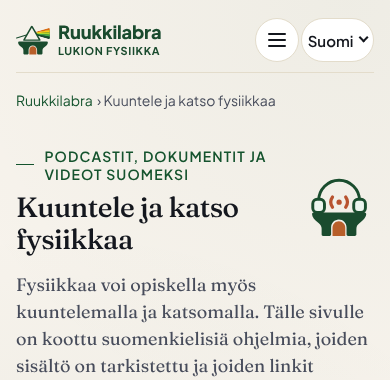 Ruukkilabra
LUKION FYSIIKKA
Suomi
Ruukkilabra › Kuuntele ja katso fysiikkaa
PODCASTIT, DOKUMENTIT JA
VIDEOT SUOMEKSI
Kuuntele ja katso
fysiikkaa
Fysiikkaa voi opiskella myös
kuuntelemalla ja katsomalla. Tälle sivulle
on koottu suomenkielisiä ohjelmia, joiden
sisältö on tarkistettu ja joiden linkit